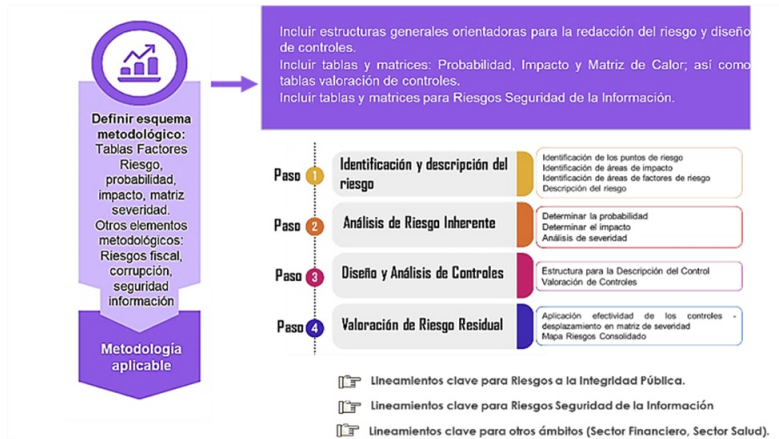 Definir esquema
metodológico:
Tablas Factores
Riesgo,
probabilidad,
impacto, matriz
severidad.
Otros elementos
metodológicos:
Riesgos fiscal,
corrupción,
seguridad
información
Metodología
aplicable
Incluir estructuras generales orientadoras para la redacción del riesgo y diseño
de controles.
Incluir tablas y matrices: Probabilidad, Impacto y Matriz de Calor; así como
tablas valoración de controles.
Incluir tablas y matrices para Riesgos Seguridad de la Información.
Paso 1
Identificación y descripción del
riesgo
Identificación de los puntos de riesgo
Identificación de áreas de impacto
Identificación de áreas de factores de riesgo
Descripción del riesgo
Paso 2
Análisis de Riesgo Inherente
Determinar la probabilidad
Determinar el impacto
Análisis de severidad
Paso 3
Diseño y Análisis de Controles
Estructura para la Descripción del Control
Valoración de Controles
Paso 4
Valoración de Riesgo Residual
Aplicación efectividad de los controles -
desplazamiento en matriz de severidad
Mapa Riesgos Consolidado
Lineamientos clave para Riesgos a la Integridad Pública.
Lineamientos clave para Riesgos Seguridad de la Información
Lineamientos clave para otros ámbitos (Sector Financiero, Sector Salud).